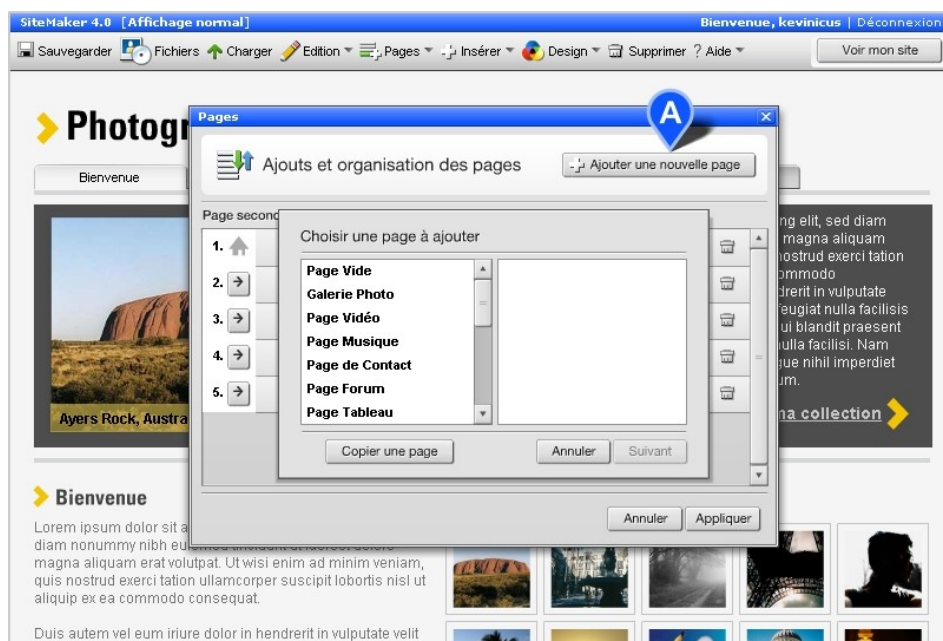 SiteMaker 4.0 [Affichage normal]
Bienvenue, kevinicus | Déconnexion
Sauvegarder Fichiers Charger Edition Pages Insérer Design Supprimer ? Aide
Voir mon site
Photogr
Bienvenue
Pages
A
Ajouts et organisation des pages
Ajouter une nouvelle page
Page second
1.
2.
3.
4.
5.
Choisir une page à ajouter
Page Vide
Galerie Photo
Page Vidéo
Page Musique
Page de Contact
Page Forum
Page Tableau
Copier une page
Annuler
Suivant
Annuler
Appliquer
ng elit, sed diam
magna aliquam
nostrud exerci tation
ommodo
drerit in vulputate
feugiat nulla facilisis
ui blandit praesent
nulla facilisi. Nam
gue nihil imperdiet
um.
ma collection
Ayers Rock, Austra
Bienvenue
Lorem ipsum dolor sit a
diam nonummy nibh euismod tincidunt ut laoreet dolore
magna aliquam erat volutpat. Ut wisi enim ad minim veniam,
quis nostrud exerci tation ullamcorper suscipit lobortis nisl ut
aliquip ex ea commodo consequat.
Duis autem vel eum iriure dolor in hendrerit in vulputate velit